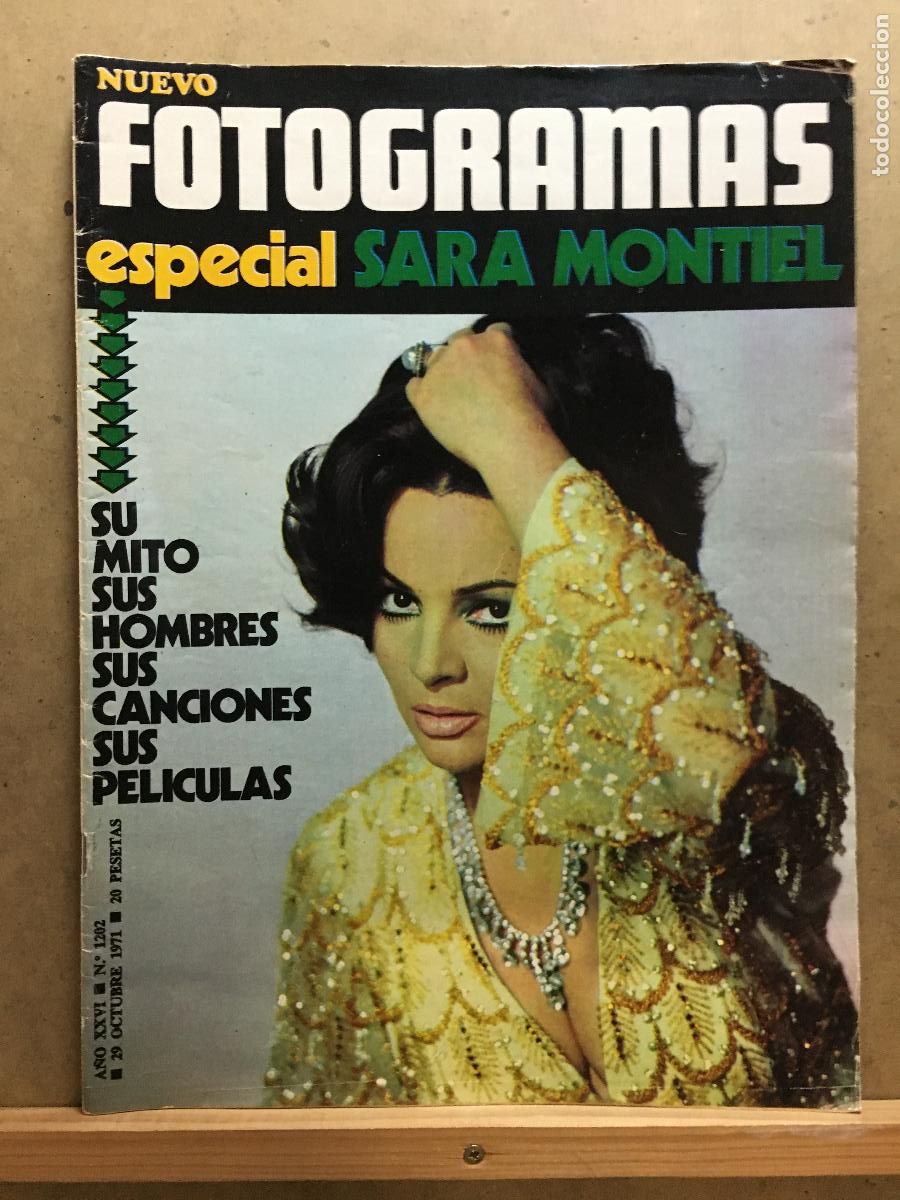 NUEVO
FOTOGRAMAS
especial SARA MONTIEL
SU
MITO
SUS
HOMBRES
SUS
CANCIONES
SUS
PELICULAS
AÑO XXVI ■ N.º 1202
■ 29 OCTUBRE 1971 ■ 20 PESETAS
todocoleccion